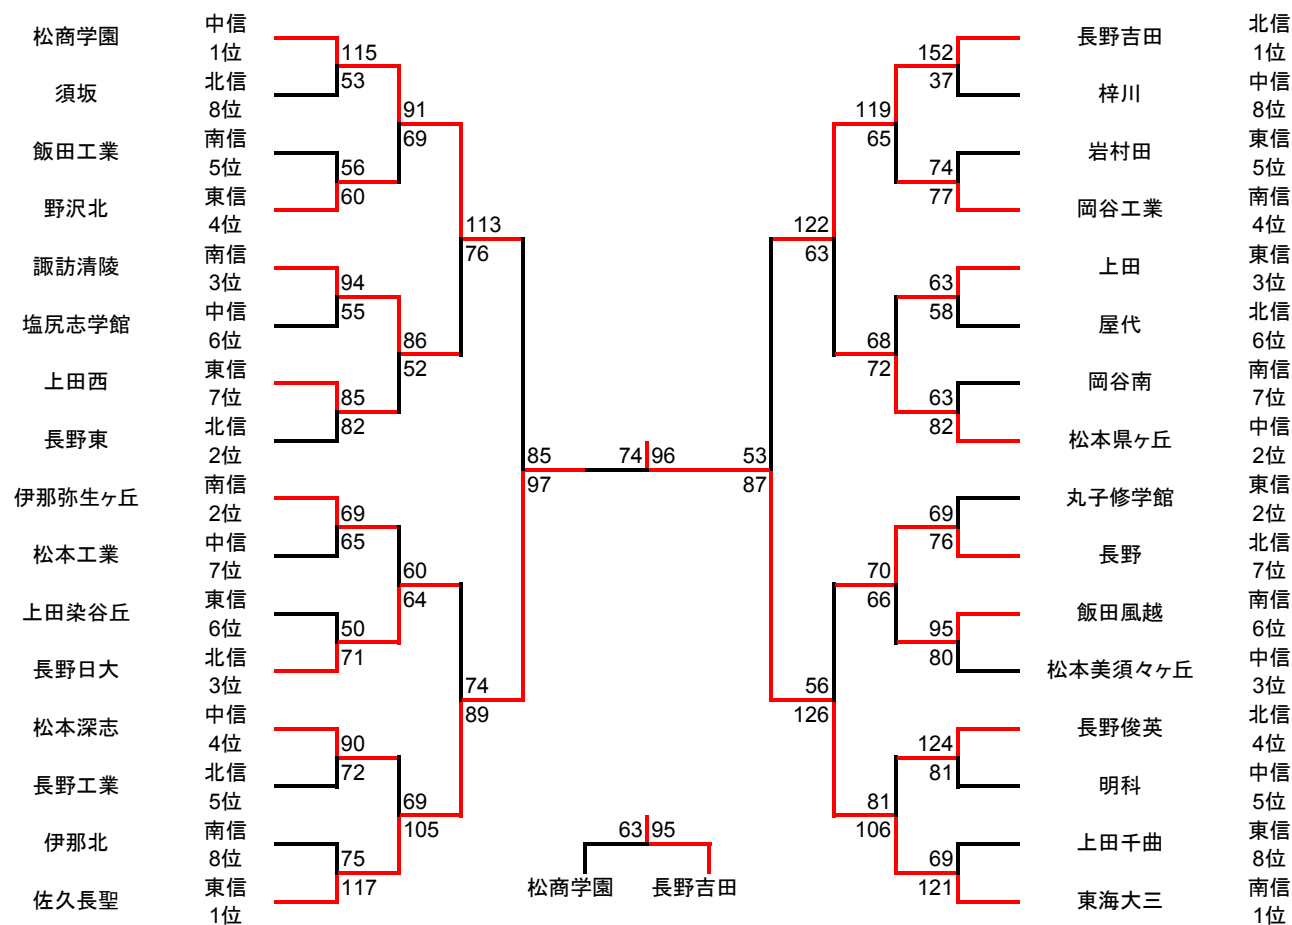 松商学園
中信
1位
須坂
北信
8位
飯田工業
南信
5位
野沢北
東信
4位
諏訪清陵
南信
3位
塩尻志学館
中信
6位
上田西
東信
7位
長野東
北信
2位
伊那弥生ヶ丘
南信
2位
松本工業
中信
7位
上田染谷丘
東信
6位
長野日大
北信
3位
松本深志
中信
4位
長野工業
北信
5位
伊那北
南信
8位
佐久長聖
東信
1位
115
53
56
60
94
55
85
82
69
65
50
71
90
72
75
117
91
69
86
52
60
64
69
105
113
76
74
89
85
97
74 96
53
87
122
63
56
126
119
65
68
72
70
66
81
106
152
37
74
77
63
58
63
82
69
76
95
80
124
81
69
121
長野吉田
北信
1位
梓川
中信
8位
岩村田
東信
5位
岡谷工業
南信
4位
上田
東信
3位
屋代
北信
6位
岡谷南
南信
7位
松本県ヶ丘
中信
2位
丸子修学館
東信
2位
長野
北信
7位
飯田風越
南信
6位
松本美須々ヶ丘
中信
3位
長野俊英
北信
4位
明科
中信
5位
上田千曲
東信
8位
東海大三
南信
1位
63 95
松商学園 長野吉田